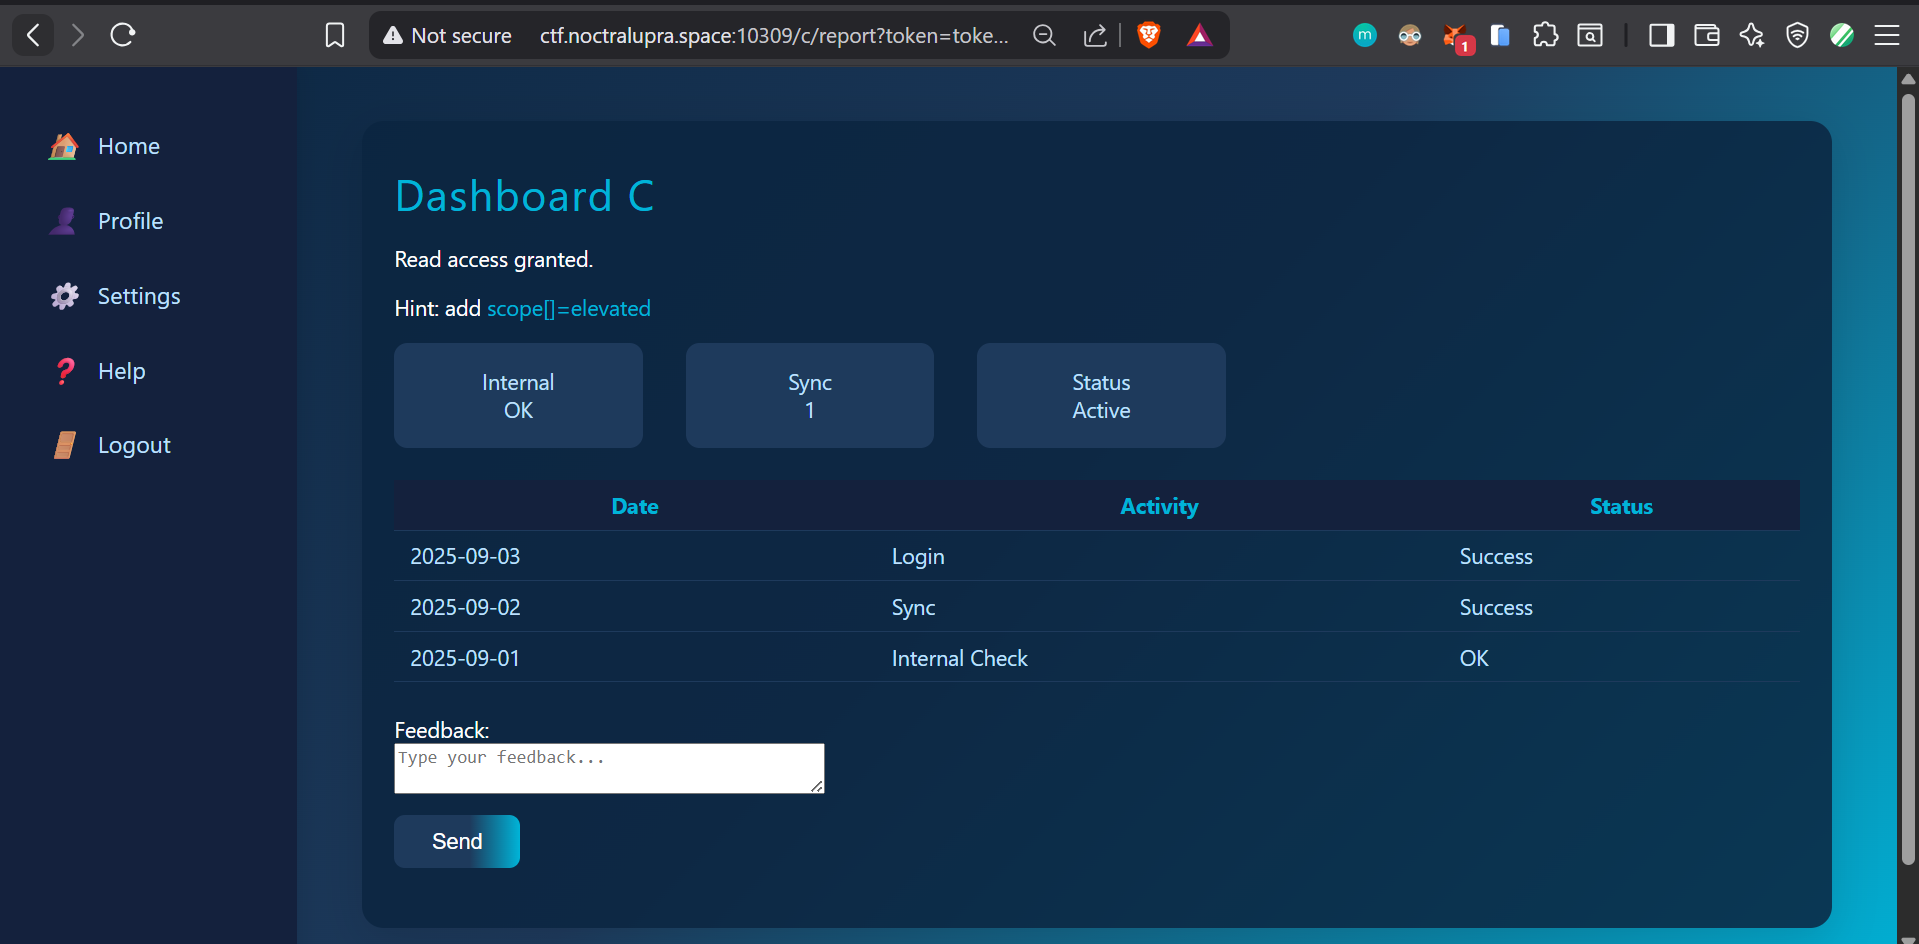 Not secure ctf.noctralupra.space:10309/c/report?token=toke...
m
1
Home
Profile
Settings
Help
Logout
Dashboard C
Read access granted.
Hint: add scope[]=elevated
Internal
OK
Sync
1
Status
Active
Date Activity Status
2025-09-03 Login Success
2025-09-02 Sync Success
2025-09-01 Internal Check OK
Feedback:
Type your feedback...
Send